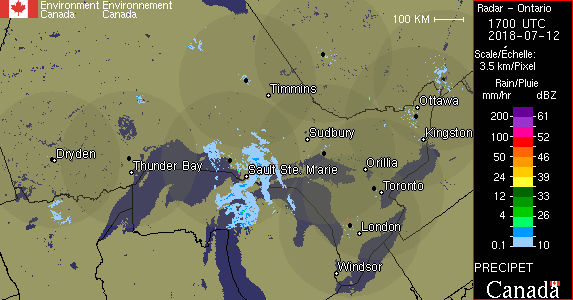 Environment Environnement
Canada Canada
100 KM
Timmins
Ottawa
Sudbury
Kingston
Dryden
Thunder Bay
Sault Ste. Marie
Orillia
Toronto
London
Windsor
Radar - Ontario
1700 UTC
2018-07-12
Scale/Échelle:
3.5 km/Pixel
Rain/Pluie
mm/hr dBZ
200 61
100 52
50 46
24 39
12 33
4 26
0.1 10
PRECIPET
Canada